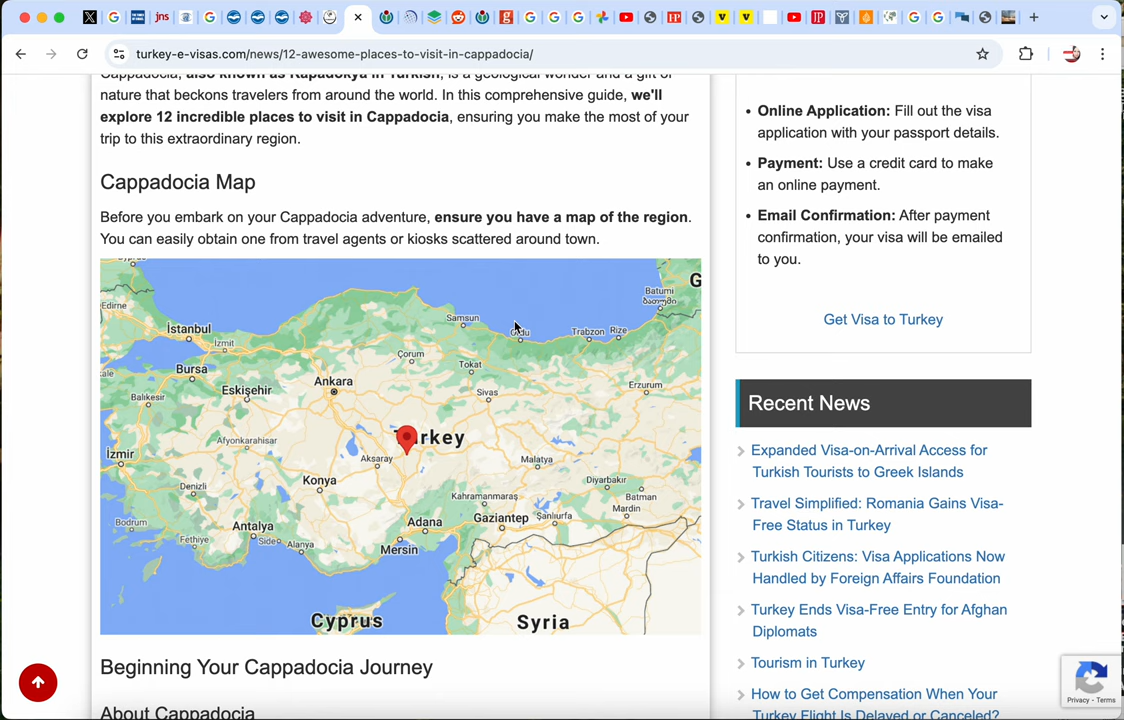 turkey-e-visas.com/news/12-awesome-places-to-visit-in-cappadocia/
Cappadocia, also known as Kapadokya in Turkish, is a geological wonder and a gift of
nature that beckons travelers from around the world. In this comprehensive guide, we'll
explore 12 incredible places to visit in Cappadocia, ensuring you make the most of your
trip to this extraordinary region.
Cappadocia Map
Before you embark on your Cappadocia adventure, ensure you have a map of the region.
You can easily obtain one from travel agents or kiosks scattered around town.
G
Batumi
ბათუმი
Edirne
İstanbul
İzmit
Samsun
Ordu
Trabzon
Rize
Bursa
Çorum
Tokat
Ankara
Eskişehir
Sivas
Erzurum
Balıkesir
Afyonkarahisar
Turkey
İzmir
Aksaray
Malatya
Denizli
Konya
Diyarbakır
Batman
Kahramanmaraş
Mardin
Bodrum
Antalya
Adana
Gaziantep
Şanlıurfa
Fethiye
Side
Alanya
Mersin
Cyprus
Syria
Beginning Your Cappadocia Journey
About Cappadocia
• Online Application: Fill out the visa
application with your passport details.
• Payment: Use a credit card to make
an online payment.
• Email Confirmation: After payment
confirmation, your visa will be emailed
to you.
Get Visa to Turkey
Recent News
Expanded Visa-on-Arrival Access for
Turkish Tourists to Greek Islands
Travel Simplified: Romania Gains Visa-
Free Status in Turkey
Turkish Citizens: Visa Applications Now
Handled by Foreign Affairs Foundation
Turkey Ends Visa-Free Entry for Afghan
Diplomats
Tourism in Turkey
How to Get Compensation When Your
Turkey Flight Is Delayed or Canceled?
Privacy - Terms